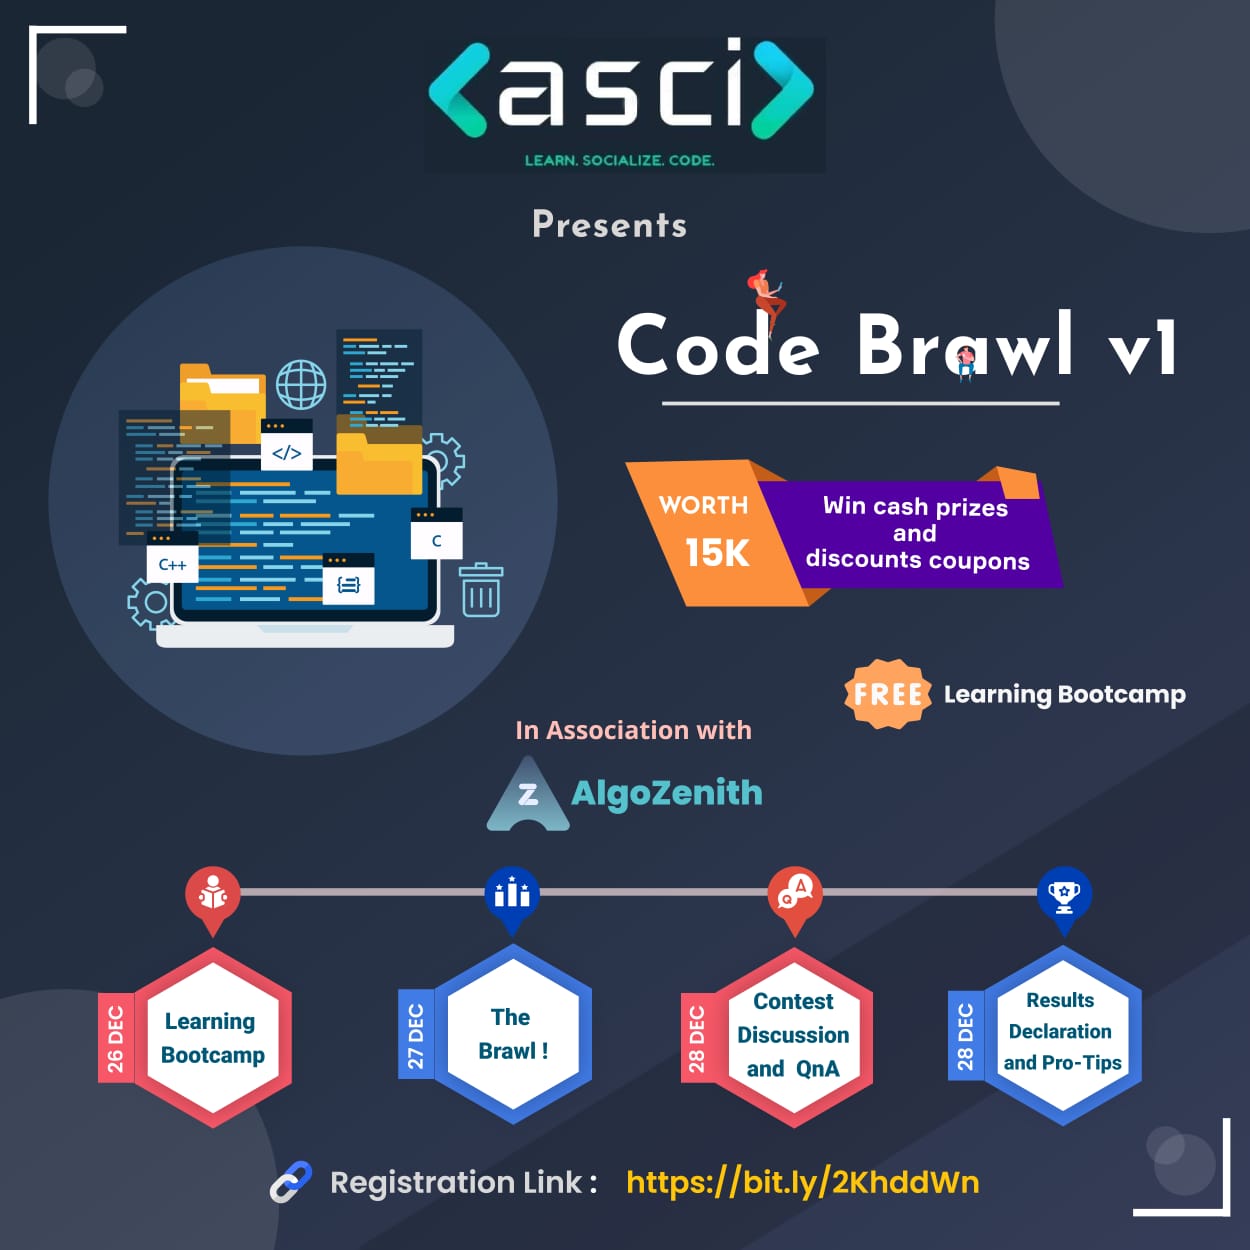 <asci>
LEARN. SOCIALIZE. CODE.
Presents
Code Brawl v1
WORTH
15K
Win cash prizes
and
discounts coupons
</>
C
C++
{=}
FREE Learning Bootcamp
In Association with
Z AlgoZenith
Q A
26 DEC
Learning
Bootcamp
27 DEC
The
Brawl !
28 DEC
Contest
Discussion
and QnA
28 DEC
Results
Declaration
and Pro-Tips
Registration Link : https://bit.ly/2KhddWn